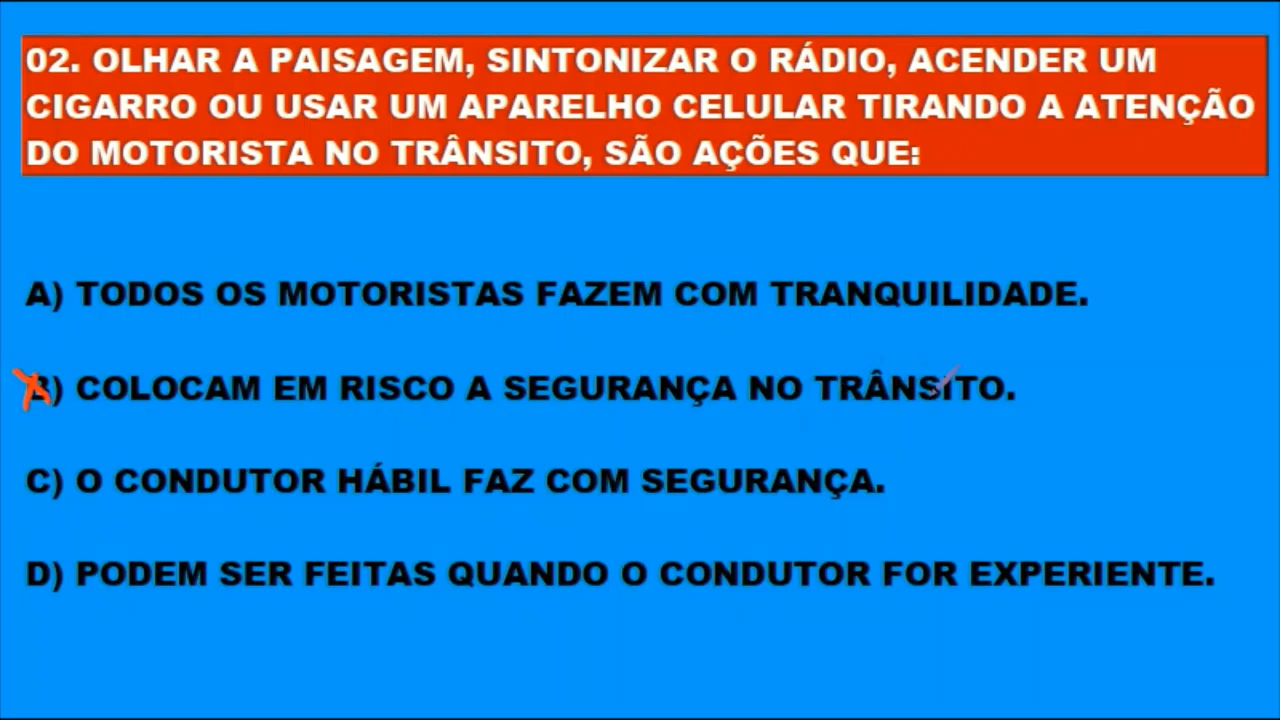 02. OLHAR A PAISAGEM, SINTONIZAR O RÁDIO, ACENDER UM
CIGARRO OU USAR UM APARELHO CELULAR TIRANDO A ATENÇÃO
DO MOTORISTA NO TRÂNSITO, SÃO AÇÕES QUE:
A) TODOS OS MOTORISTAS FAZEM COM TRANQUILIDADE.
B) COLOCAM EM RISCO A SEGURANÇA NO TRÂNSITO.
C) O CONDUTOR HÁBIL FAZ COM SEGURANÇA.
D) PODEM SER FEITAS QUANDO O CONDUTOR FOR EXPERIENTE.